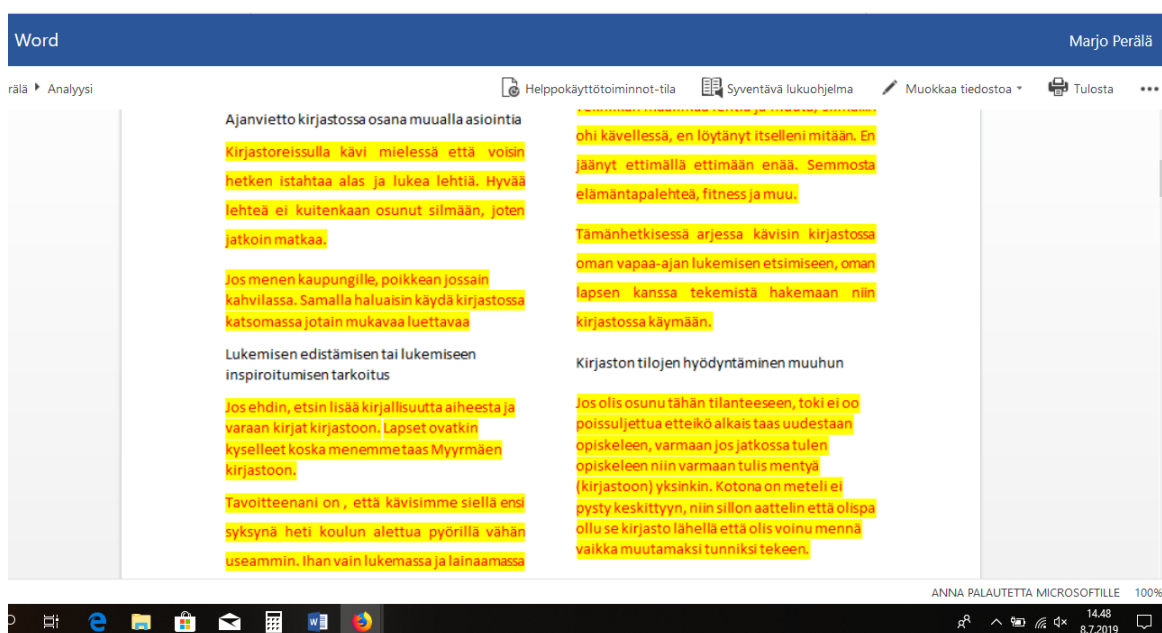 Word
Marjo Perälä
rälä ▸ Analyysi
Helppokäyttötoiminnot-tila
Syventävä lukuohjelma
Muokkaa tiedostoa
Tulosta
Ajanvietto kirjastossa osana muualla asiointia
Kirjastoreissulla kävi mielessä että voisin
hetken istahtaa alas ja lukea lehtiä. Hyvää
lehteä ei kuitenkaan osunut silmään, joten
jatkoin matkaa.
Jos menen kaupungille, poikkean jossain
kahvilassa. Samalla haluaisin käydä kirjastossa
katsomassa jotain mukavaa luettavaa
Lukemisen edistämisen tai lukemiseen
inspiroitumisen tarkoitus
Jos ehdin, etsin lisää kirjallisuutta aiheesta ja
varaan kirjat kirjastoon. Lapset ovatkin
kyselleet koska menemme taas Myyrmäen
kirjastoon.
Tavoitteenani on , että kävisimme siellä ensi
syksynä heti koulun alettua pyörillä vähän
useammin. Ihan vain lukemassa ja lainaamassa
ohi kävellessä, en löytänyt itselleni mitään. En
jäänyt ettimällä ettimään enää. Semmosta
elämäntapalehteä, fitness ja muu.
Tämänhetkisessä arjessa kävisin kirjastossa
oman vapaa-ajan lukemisen etsimiseen, oman
lapsen kanssa tekemistä hakemaan niin
kirjastossa käymään.
Kirjaston tilojen hyödyntäminen muuhun
Jos olis osunu tähän tilanteeseen, toki ei oo
poissuljettua etteikö alkais taas uudestaan
opiskeleen, varmaan jos jatkossa tulen
opiskeleen niin varmaan tulis mentyä
(kirjastoon) yksinkin. Kotona on meteli ei
pysty keskittyyn, niin sillon aattelin että olispa
ollu se kirjasto lähellä että olis voinu mennä
vaikka muutamaksi tunniksi tekeen.
ANNA PALAUTETTA MICROSOFTILLE 100%
14.48
8.7.2019